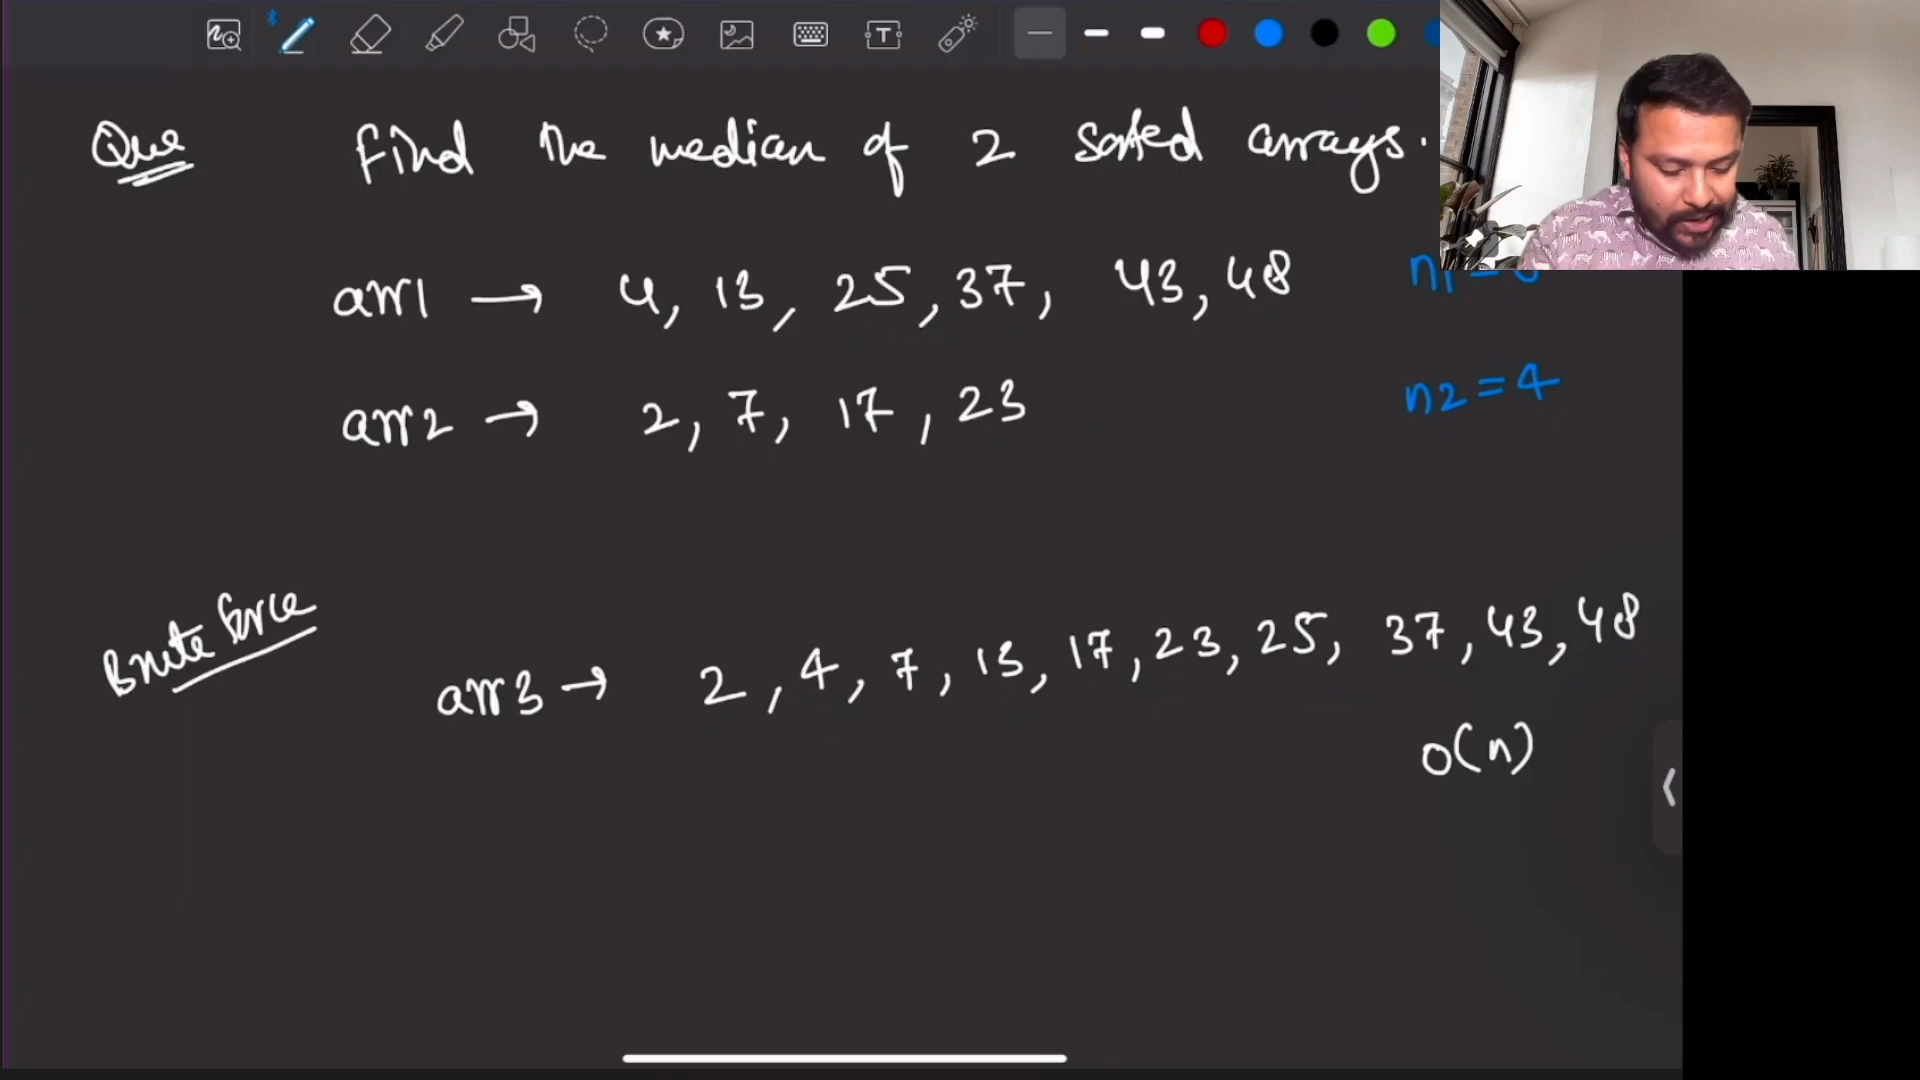 Que Find the median of 2 sorted arrays.
arr1 → 4, 13, 25, 37, 43, 48
n1 =
arr2 → 2, 7, 17, 23
n2 = 4
Brute force
arr3 → 2, 4, 7, 13, 17, 23, 25, 37, 43, 48
O(n)